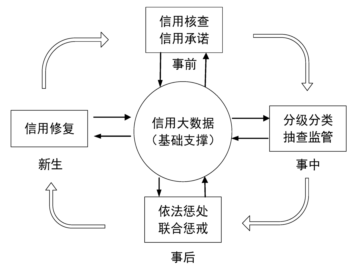 信用核查
信用承诺
事前
信用修复
新生
信用大数据
（基础支撑）
分级分类
抽查监管
事中
依法惩处
联合惩戒
事后